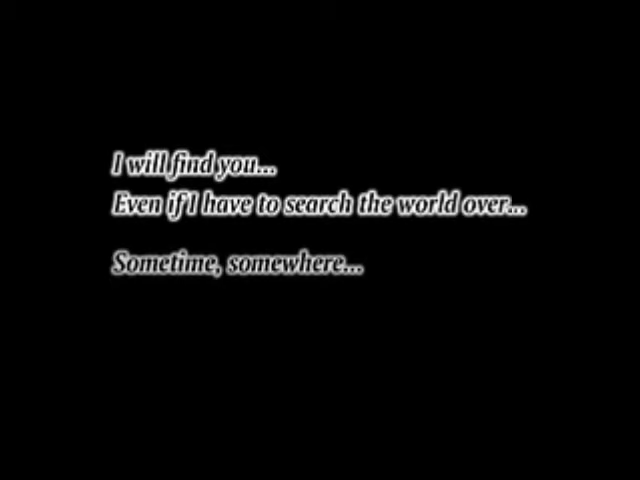 I will find you...
Even if I have to search the world over...
Sometime, somewhere...